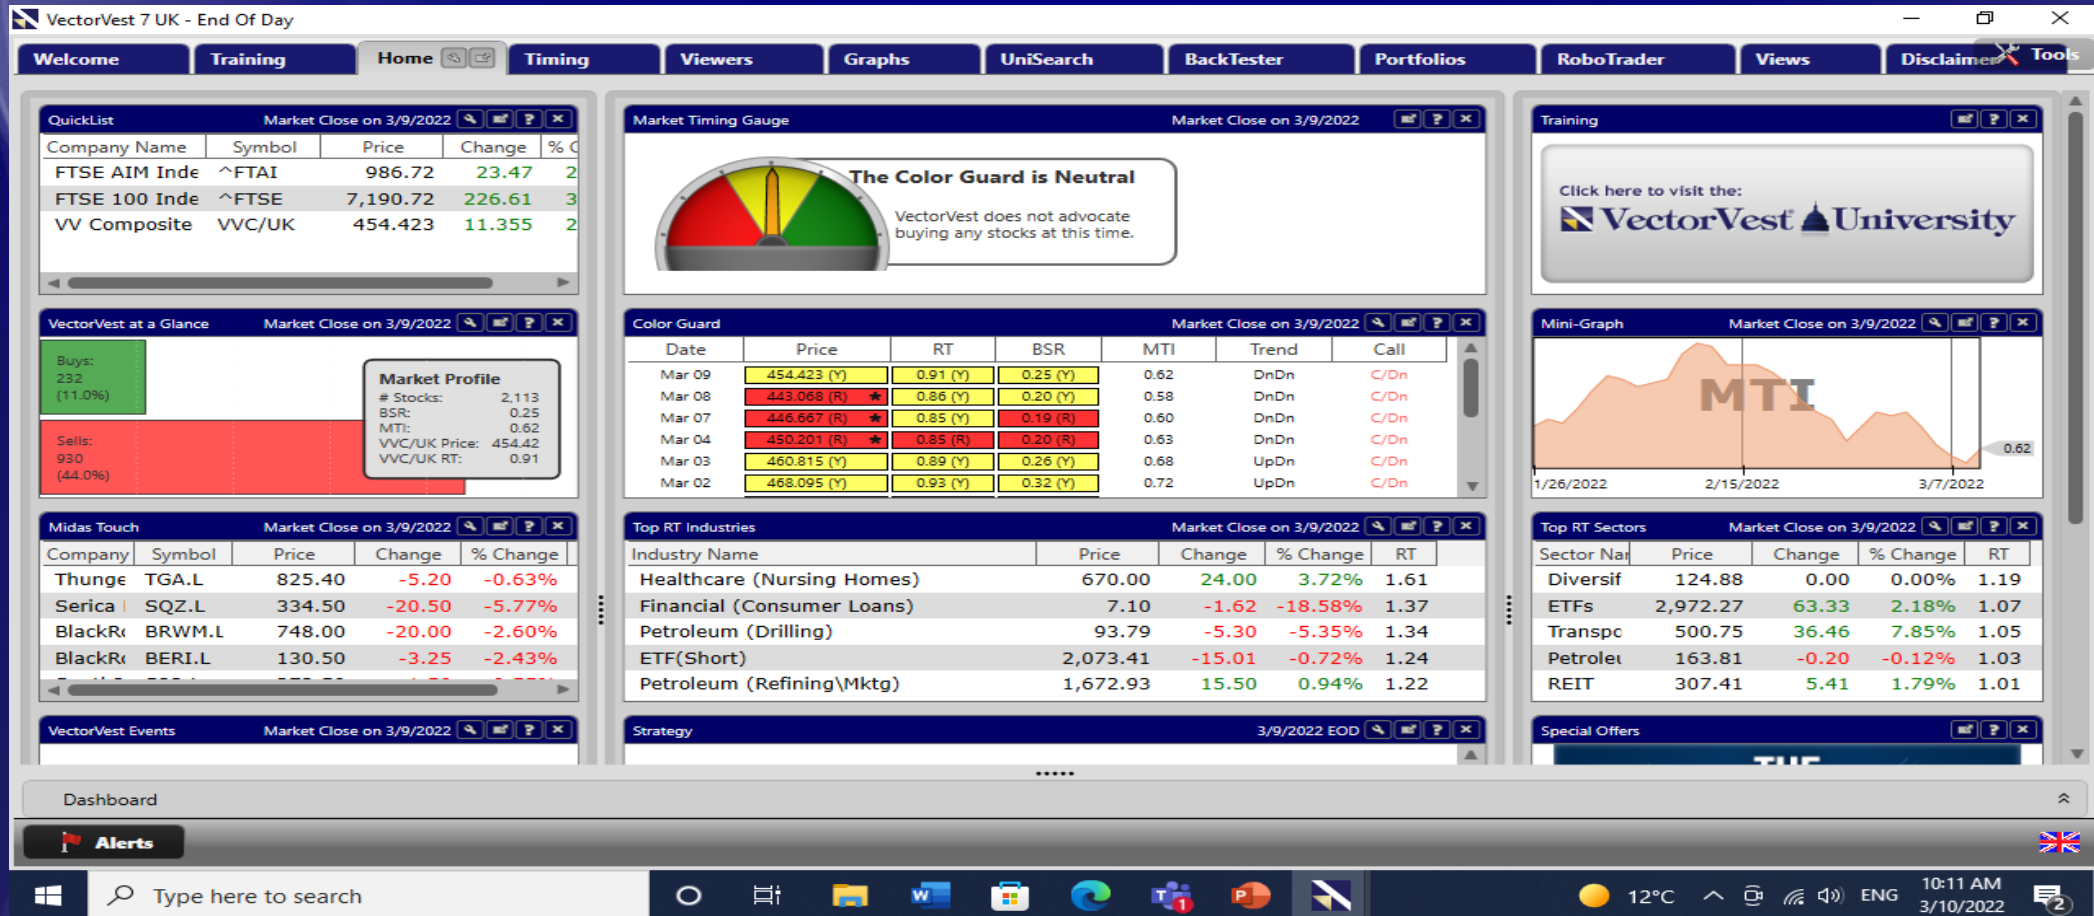 VectorVest 7 UK - End Of Day
Welcome Training Home Timing Viewers Graphs UniSearch BackTester Portfolios RoboTrader Views Disclaimer Tools
QuickList Market Close on 3/9/2022
Company Name Symbol Price Change % C
FTSE AIM Inde ^FTAI 986.72 23.47 2
FTSE 100 Inde ^FTSE 7,190.72 226.61 3
VV Composite VVC/UK 454.423 11.355 2
Market Timing Gauge Market Close on 3/9/2022
The Color Guard is Neutral
VectorVest does not advocate
buying any stocks at this time.
Training
Click here to visit the:
VectorVest University
VectorVest at a Glance Market Close on 3/9/2022
Buys:
232
(11.0%)
Sells:
930
(44.0%)
Market Profile
# Stocks: 2,113
BSR: 0.25
MTI: 0.62
VVC/UK Price: 454.42
VVC/UK RT: 0.91
Color Guard Market Close on 3/9/2022
Date Price RT BSR MTI Trend Call
Mar 09 454.423 (Y) 0.91 (Y) 0.25 (Y) 0.62 DnDn C/Dn
Mar 08 443.068 (R) ★ 0.86 (Y) 0.20 (Y) 0.58 DnDn C/Dn
Mar 07 446.667 (R) ★ 0.85 (Y) 0.19 (R) 0.60 DnDn C/Dn
Mar 04 450.201 (R) ★ 0.85 (R) 0.20 (R) 0.63 DnDn C/Dn
Mar 03 460.815 (Y) 0.89 (Y) 0.26 (Y) 0.68 UpDn C/Dn
Mar 02 468.095 (Y) 0.93 (Y) 0.32 (Y) 0.72 UpDn C/Dn
Mini-Graph Market Close on 3/9/2022
MTI
0.62
1/26/2022 2/15/2022 3/7/2022
Midas Touch Market Close on 3/9/2022
Company Symbol Price Change % Change
Thunge TGA.L 825.40 -5.20 -0.63%
Serica SQZ.L 334.50 -20.50 -5.77%
BlackRo BRWM.L 748.00 -20.00 -2.60%
BlackRo BERI.L 130.50 -3.25 -2.43%
Top RT Industries Market Close on 3/9/2022
Industry Name Price Change % Change RT
Healthcare (Nursing Homes) 670.00 24.00 3.72% 1.61
Financial (Consumer Loans) 7.10 -1.62 -18.58% 1.37
Petroleum (Drilling) 93.79 -5.30 -5.35% 1.34
ETF(Short) 2,073.41 -15.01 -0.72% 1.24
Petroleum (Refining\Mktg) 1,672.93 15.50 0.94% 1.22
Top RT Sectors Market Close on 3/9/2022
Sector Nar Price Change % Change RT
Diversif 124.88 0.00 0.00% 1.19
ETFs 2,972.27 63.33 2.18% 1.07
Transpo 500.75 36.46 7.85% 1.05
Petroleu 163.81 -0.20 -0.12% 1.03
REIT 307.41 5.41 1.79% 1.01
VectorVest Events Market Close on 3/9/2022
Strategy 3/9/2022 EOD
Special Offers
THE
Dashboard
Alerts
Type here to search
12°C ENG 10:11 AM
3/10/2022
1
2